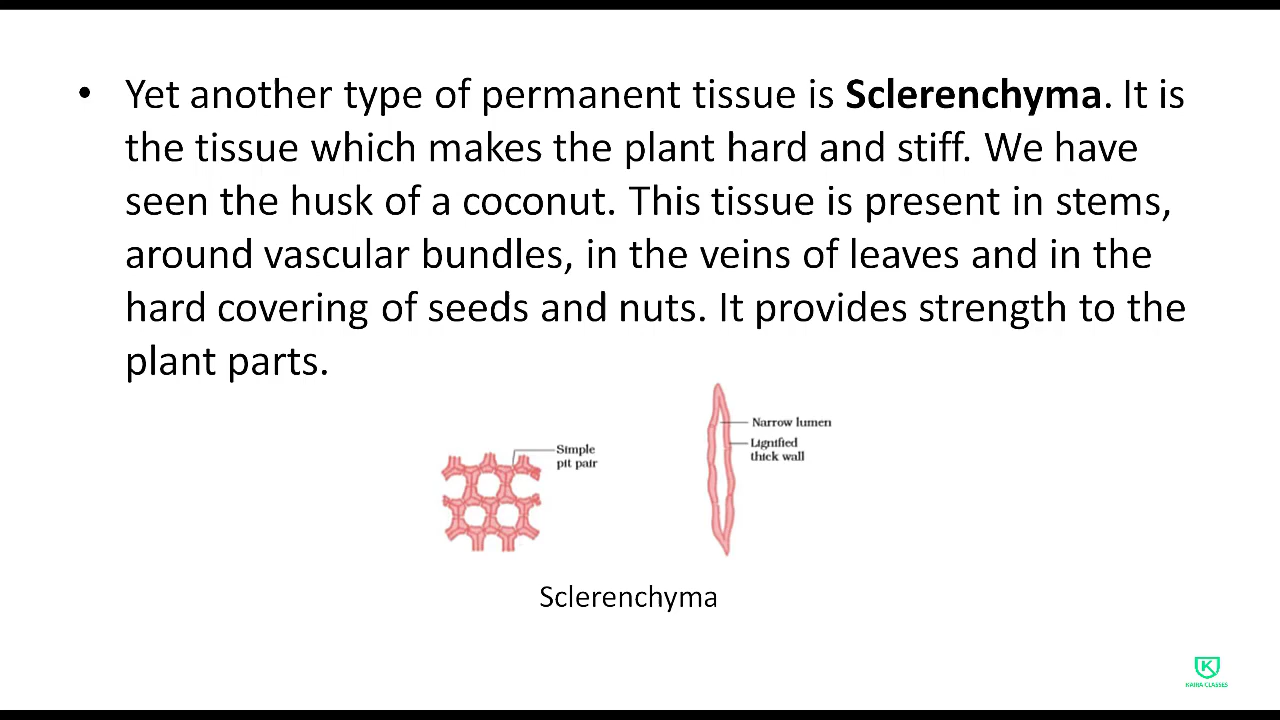 • Yet another type of permanent tissue is Sclerenchyma. It is
the tissue which makes the plant hard and stiff. We have
seen the husk of a coconut. This tissue is present in stems,
around vascular bundles, in the veins of leaves and in the
hard covering of seeds and nuts. It provides strength to the
plant parts.
Simple
pit pair
Narrow lumen
Lignified
thick wall
Sclerenchyma
K
KATHA CLASSES